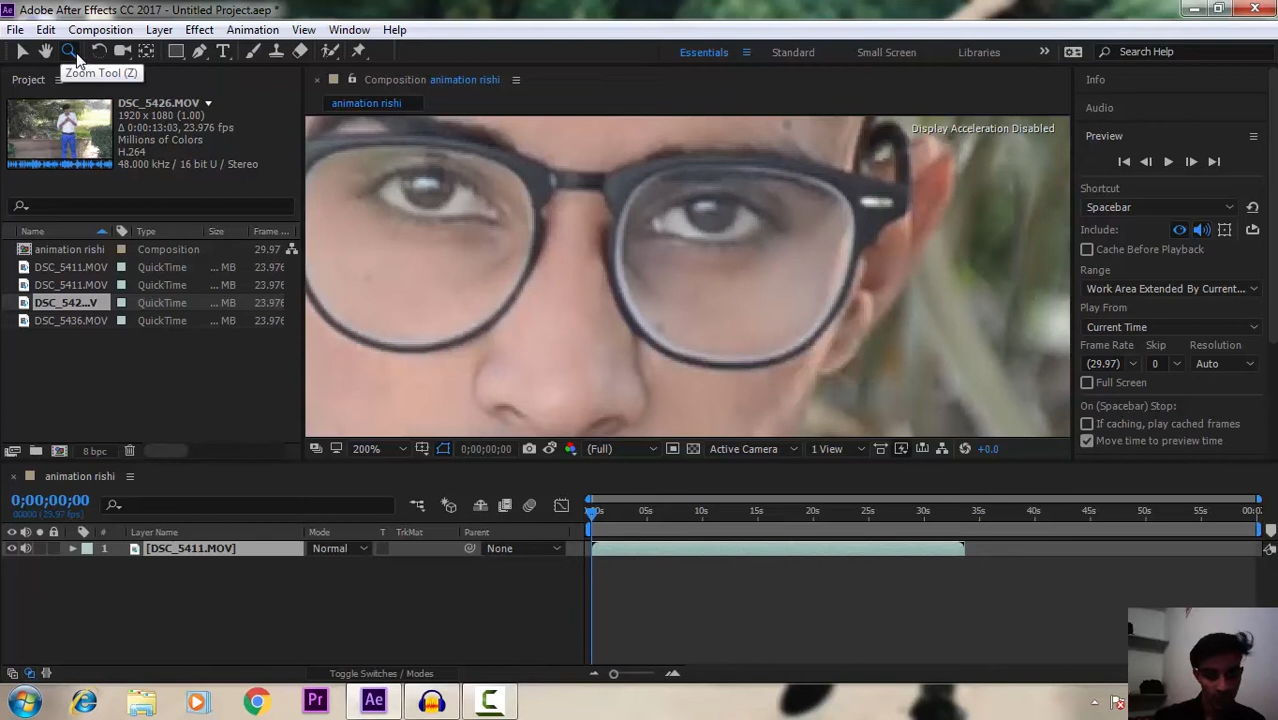 Adobe After Effects CC 2017 - Untitled Project.aep *
File Edit Composition Layer Effect Animation View Window Help
Essentials Standard Small Screen Libraries Search Help
Zoom Tool (Z)
Project
DSC_5426.MOV
1920 x 1080 (1.00)
Δ 0:00:13:03, 23.976 fps
Millions of Colors
H.264
48.000 kHz / 16 bit U / Stereo
Name Type Size Frame ...
animation rishi Composition 29.97
DSC_5411.MOV QuickTime ... MB 23.976
DSC_5411.MOV QuickTime ... MB 23.976
DSC_542...V QuickTime ... MB 23.976
DSC_5436.MOV QuickTime ... MB 23.976
8 bpc
Composition animation rishi
animation rishi
Display Acceleration Disabled
200% 0;00;00;00 (Full) Active Camera 1 View +0.0
Info
Audio
Preview
Shortcut
Spacebar
Include:
Cache Before Playback
Range
Work Area Extended By Current...
Play From
Current Time
Frame Rate Skip Resolution
(29.97) 0 Auto
Full Screen
On (Spacebar) Stop:
If caching, play cached frames
Move time to preview time
animation rishi
0;00;00;00
00000 (29.97 fps)
# Layer Name Mode T TrkMat Parent
1 [DSC_5411.MOV] Normal None
:00s 05s 10s 15s 20s 25s 30s 35s 40s 45s 50s 55s 00:0
Toggle Switches / Modes
Pr Ae